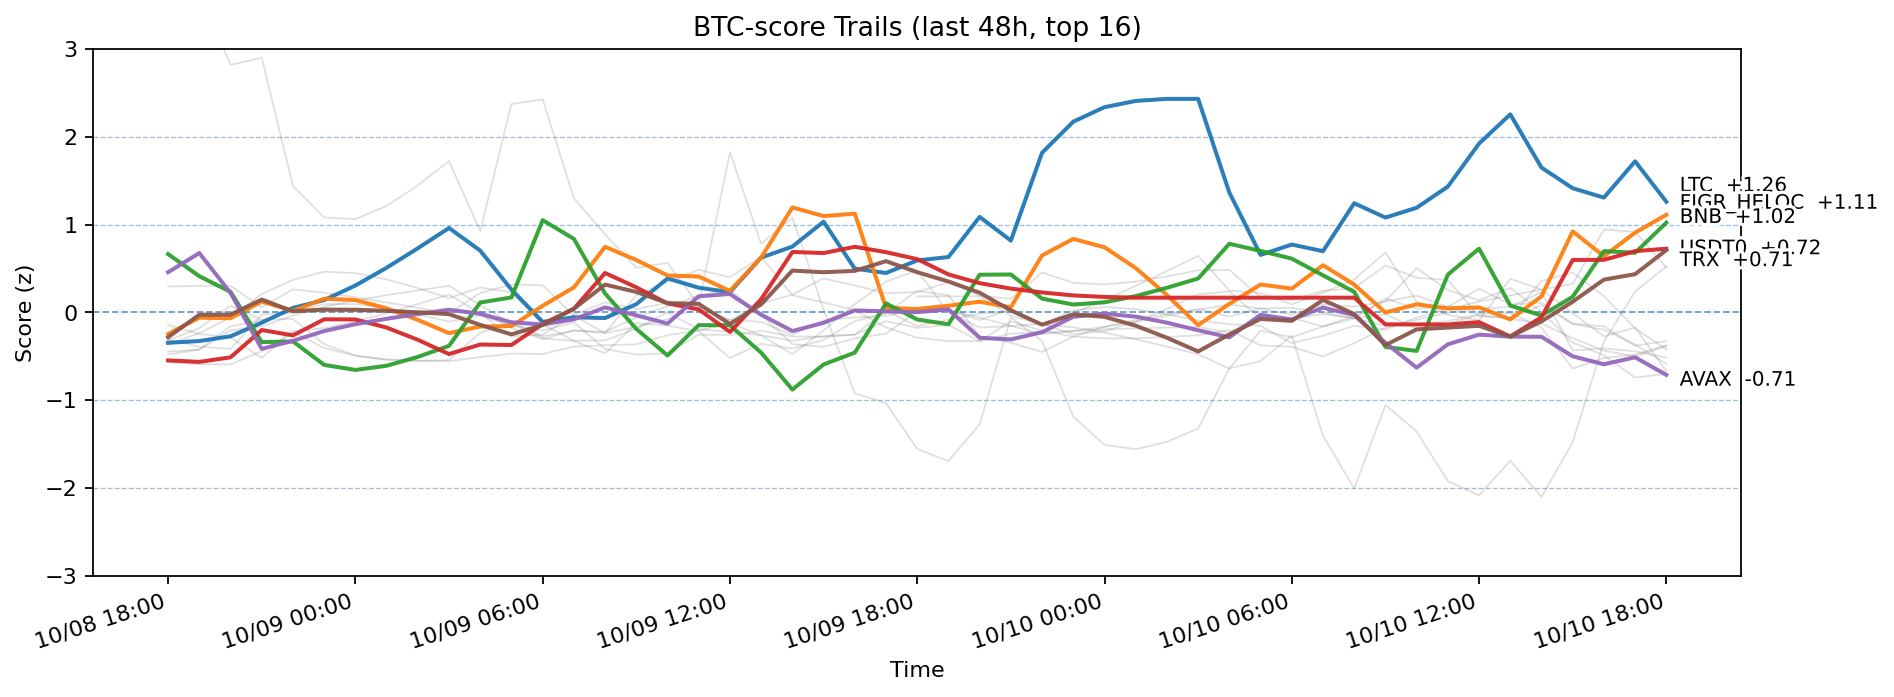 BTC-score Trails (last 48h, top 16)
Score (z)
3
2
1
0
−1
−2
−3
LTC +1.26
FIGR_HELOC +1.11
BNB +1.02
USDT0 +0.72
TRX +0.71
AVAX -0.71
10/08 18:00
10/09 00:00
10/09 06:00
10/09 12:00
10/09 18:00
10/10 00:00
10/10 06:00
10/10 12:00
10/10 18:00
Time